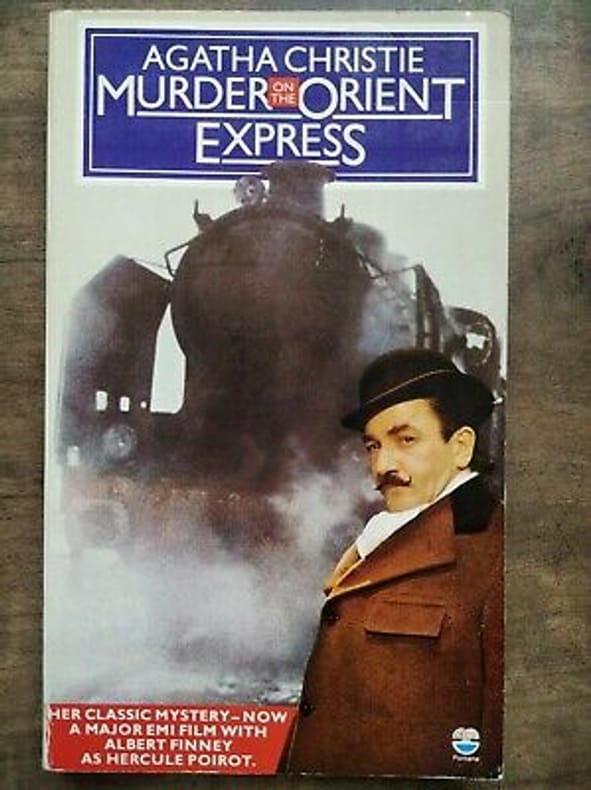 AGATHA CHRISTIE
MURDER ON THE ORIENT
EXPRESS
HER CLASSIC MYSTERY–NOW
A MAJOR EMI FILM WITH
ALBERT FINNEY
AS HERCULE POIROT.
Fontana